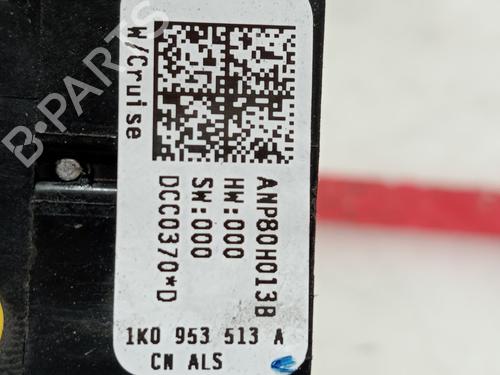 W/Cruise
ANP80H013B
HW:000
SW:000
DCC0370*D
1K0 953 513 A
CN ALS
B-PARTS